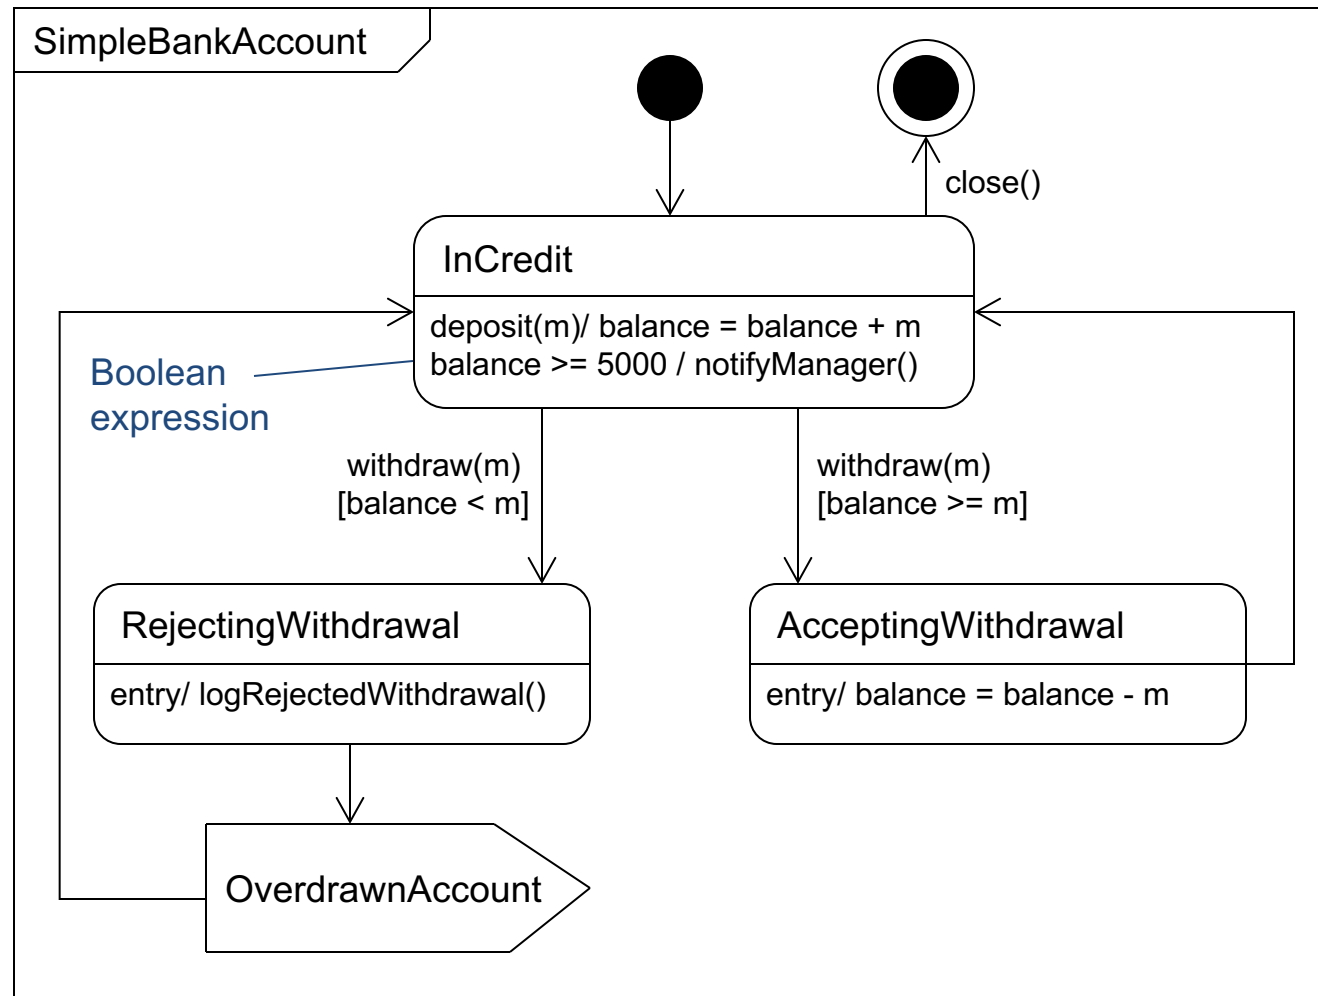 SimpleBankAccount
close()
InCredit
deposit(m)/ balance = balance + m
balance >= 5000 / notifyManager()
Boolean
expression
withdraw(m)
[balance < m]
withdraw(m)
[balance >= m]
RejectingWithdrawal
entry/ logRejectedWithdrawal()
AcceptingWithdrawal
entry/ balance = balance - m
OverdrawnAccount